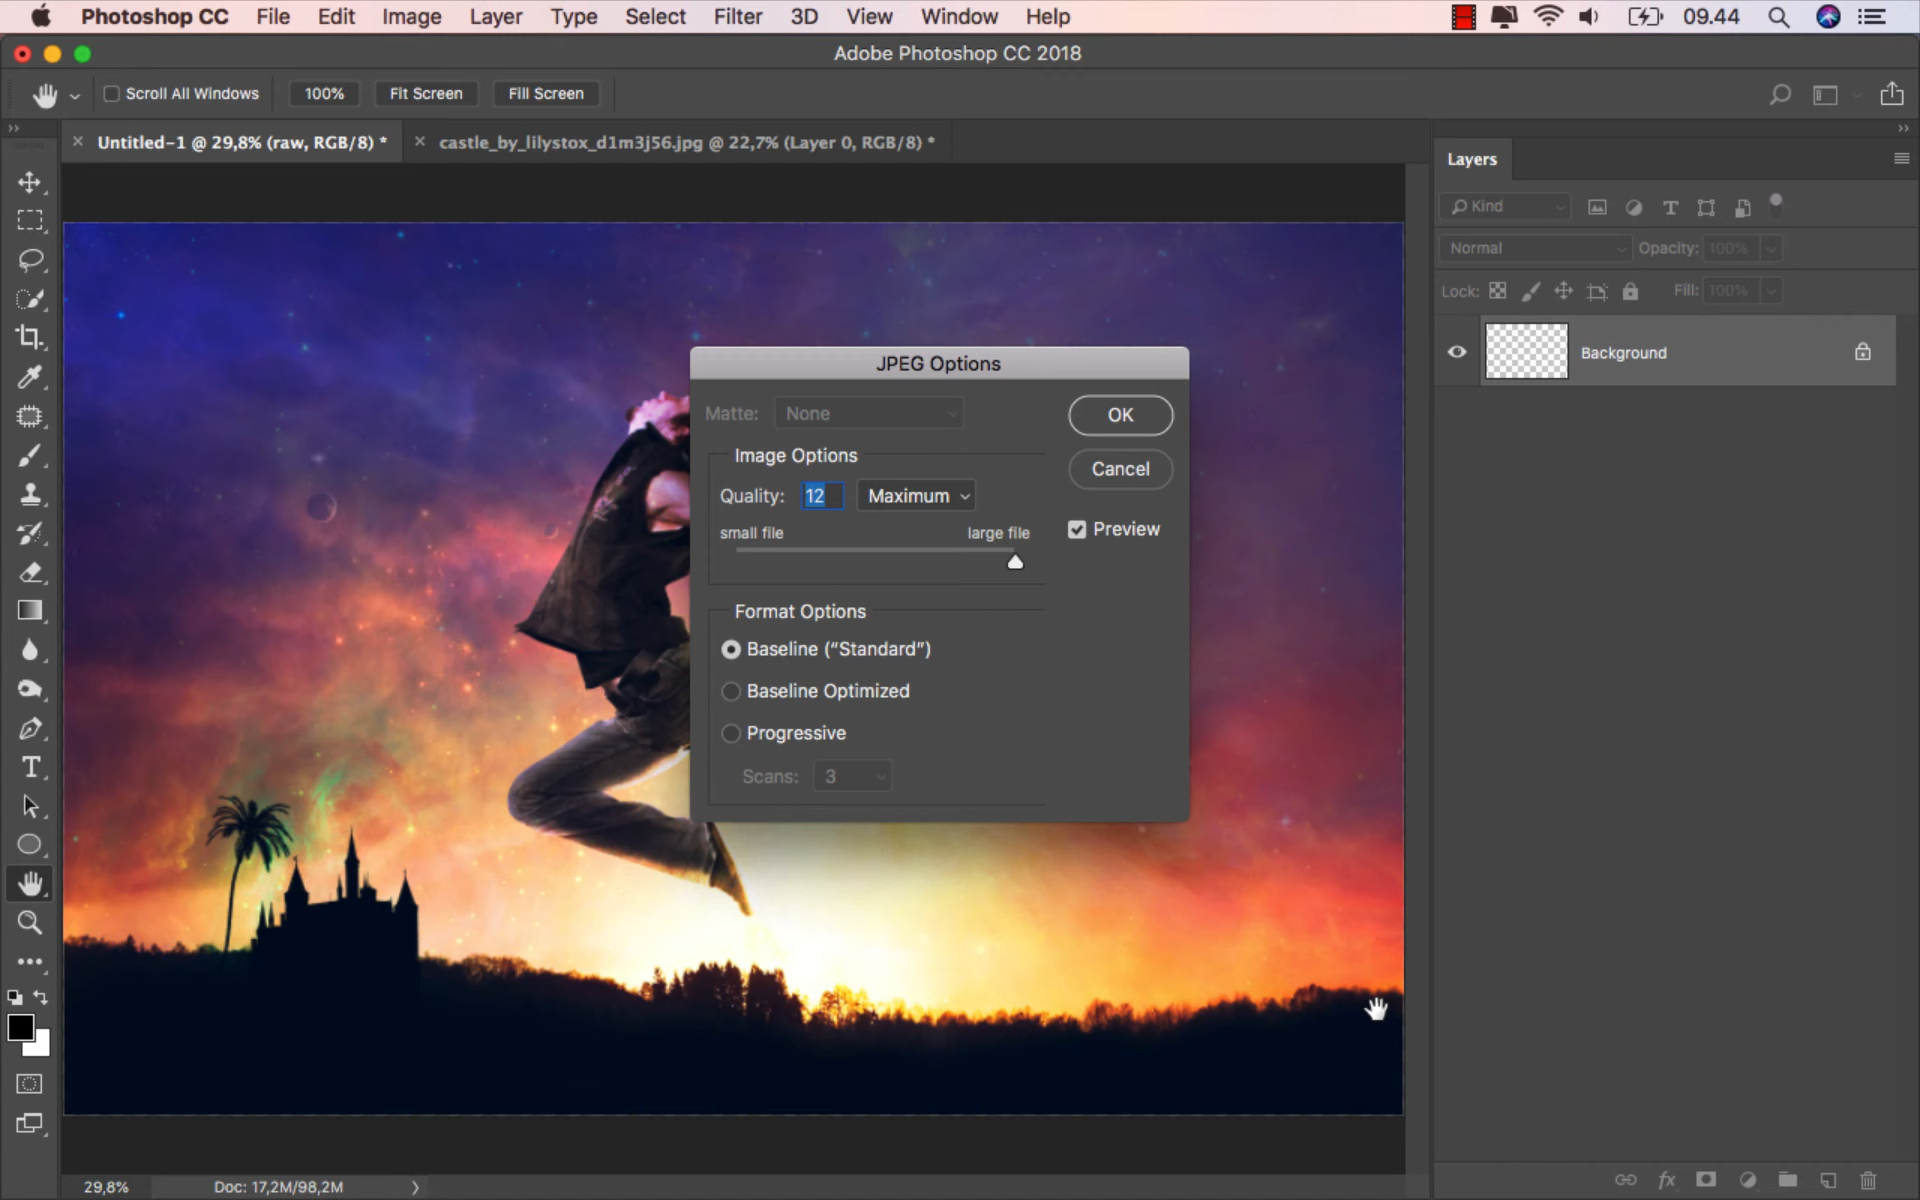 Photoshop CC File Edit Image Layer Type Select Filter 3D View Window Help 09.44
Adobe Photoshop CC 2018
Scroll All Windows 100% Fit Screen Fill Screen
Untitled-1 @ 29,8% (raw, RGB/8) * castle_by_lilystox_d1m3j56.jpg @ 22,7% (Layer 0, RGB/8) *
Layers
Kind
Normal Opacity: 100%
Lock: Fill: 100%
Background
JPEG Options
Matte: None
OK
Image Options
Cancel
Quality: 12 Maximum
small file large file
Preview
Format Options
Baseline (“Standard”)
Baseline Optimized
Progressive
Scans: 3
29,8% Doc: 17,2M/98,2M